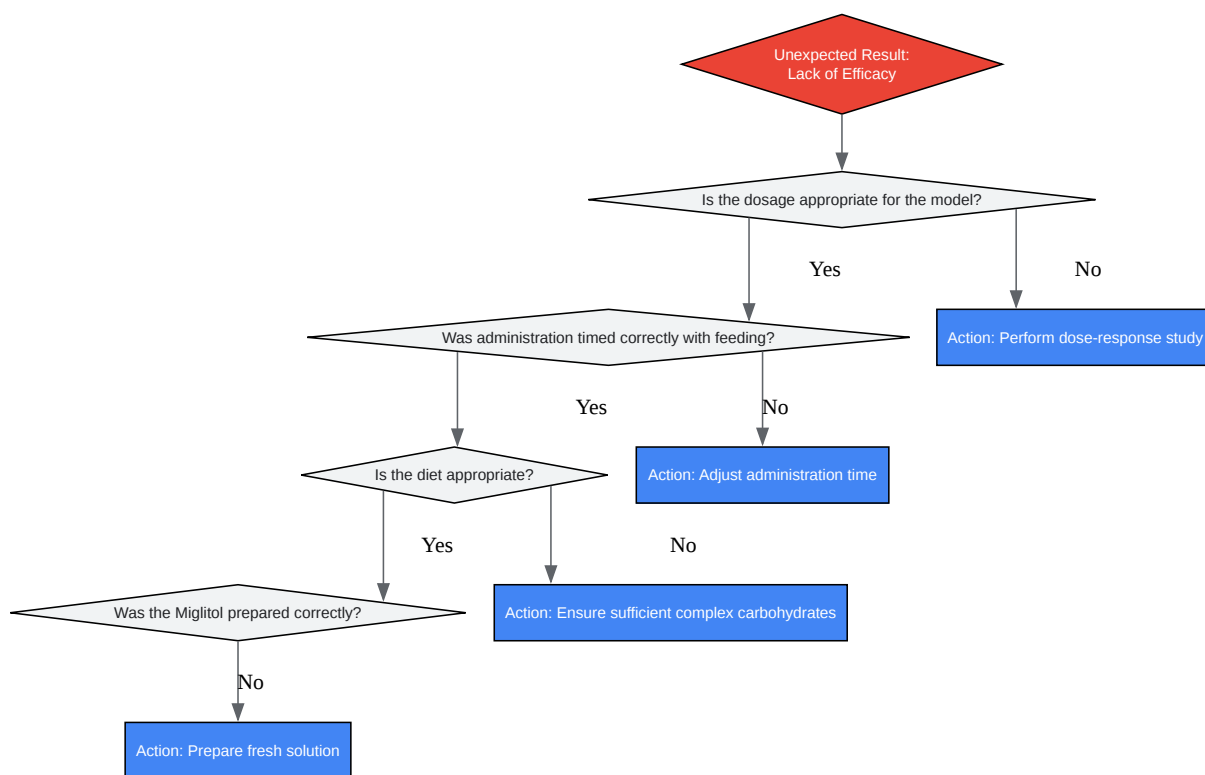 Unexpected Result:
Lack of Efficacy
Is the dosage appropriate for the model?
Yes
No
Was administration timed correctly with feeding?
Action: Perform dose-response study
Yes
No
Is the diet appropriate?
Action: Adjust administration time
Yes
No
Was the Miglitol prepared correctly?
Action: Ensure sufficient complex carbohydrates
No
Action: Prepare fresh solution